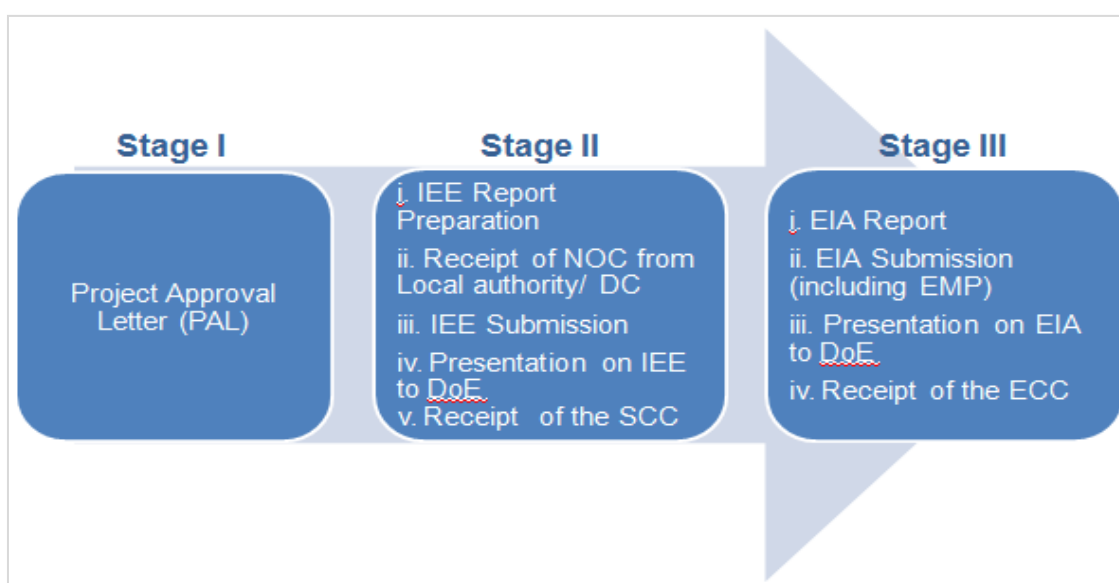 Stage I
Project Approval
Letter (PAL)
Stage II
i. IEE Report
Preparation
ii. Receipt of NOC from
Local authority/ DC
iii. IEE Submission
iv. Presentation on IEE
to DoE
v. Receipt of the SCC
Stage III
i. EIA Report
ii. EIA Submission
(including EMP)
iii. Presentation on EIA
to DoE
iv. Receipt of the ECC